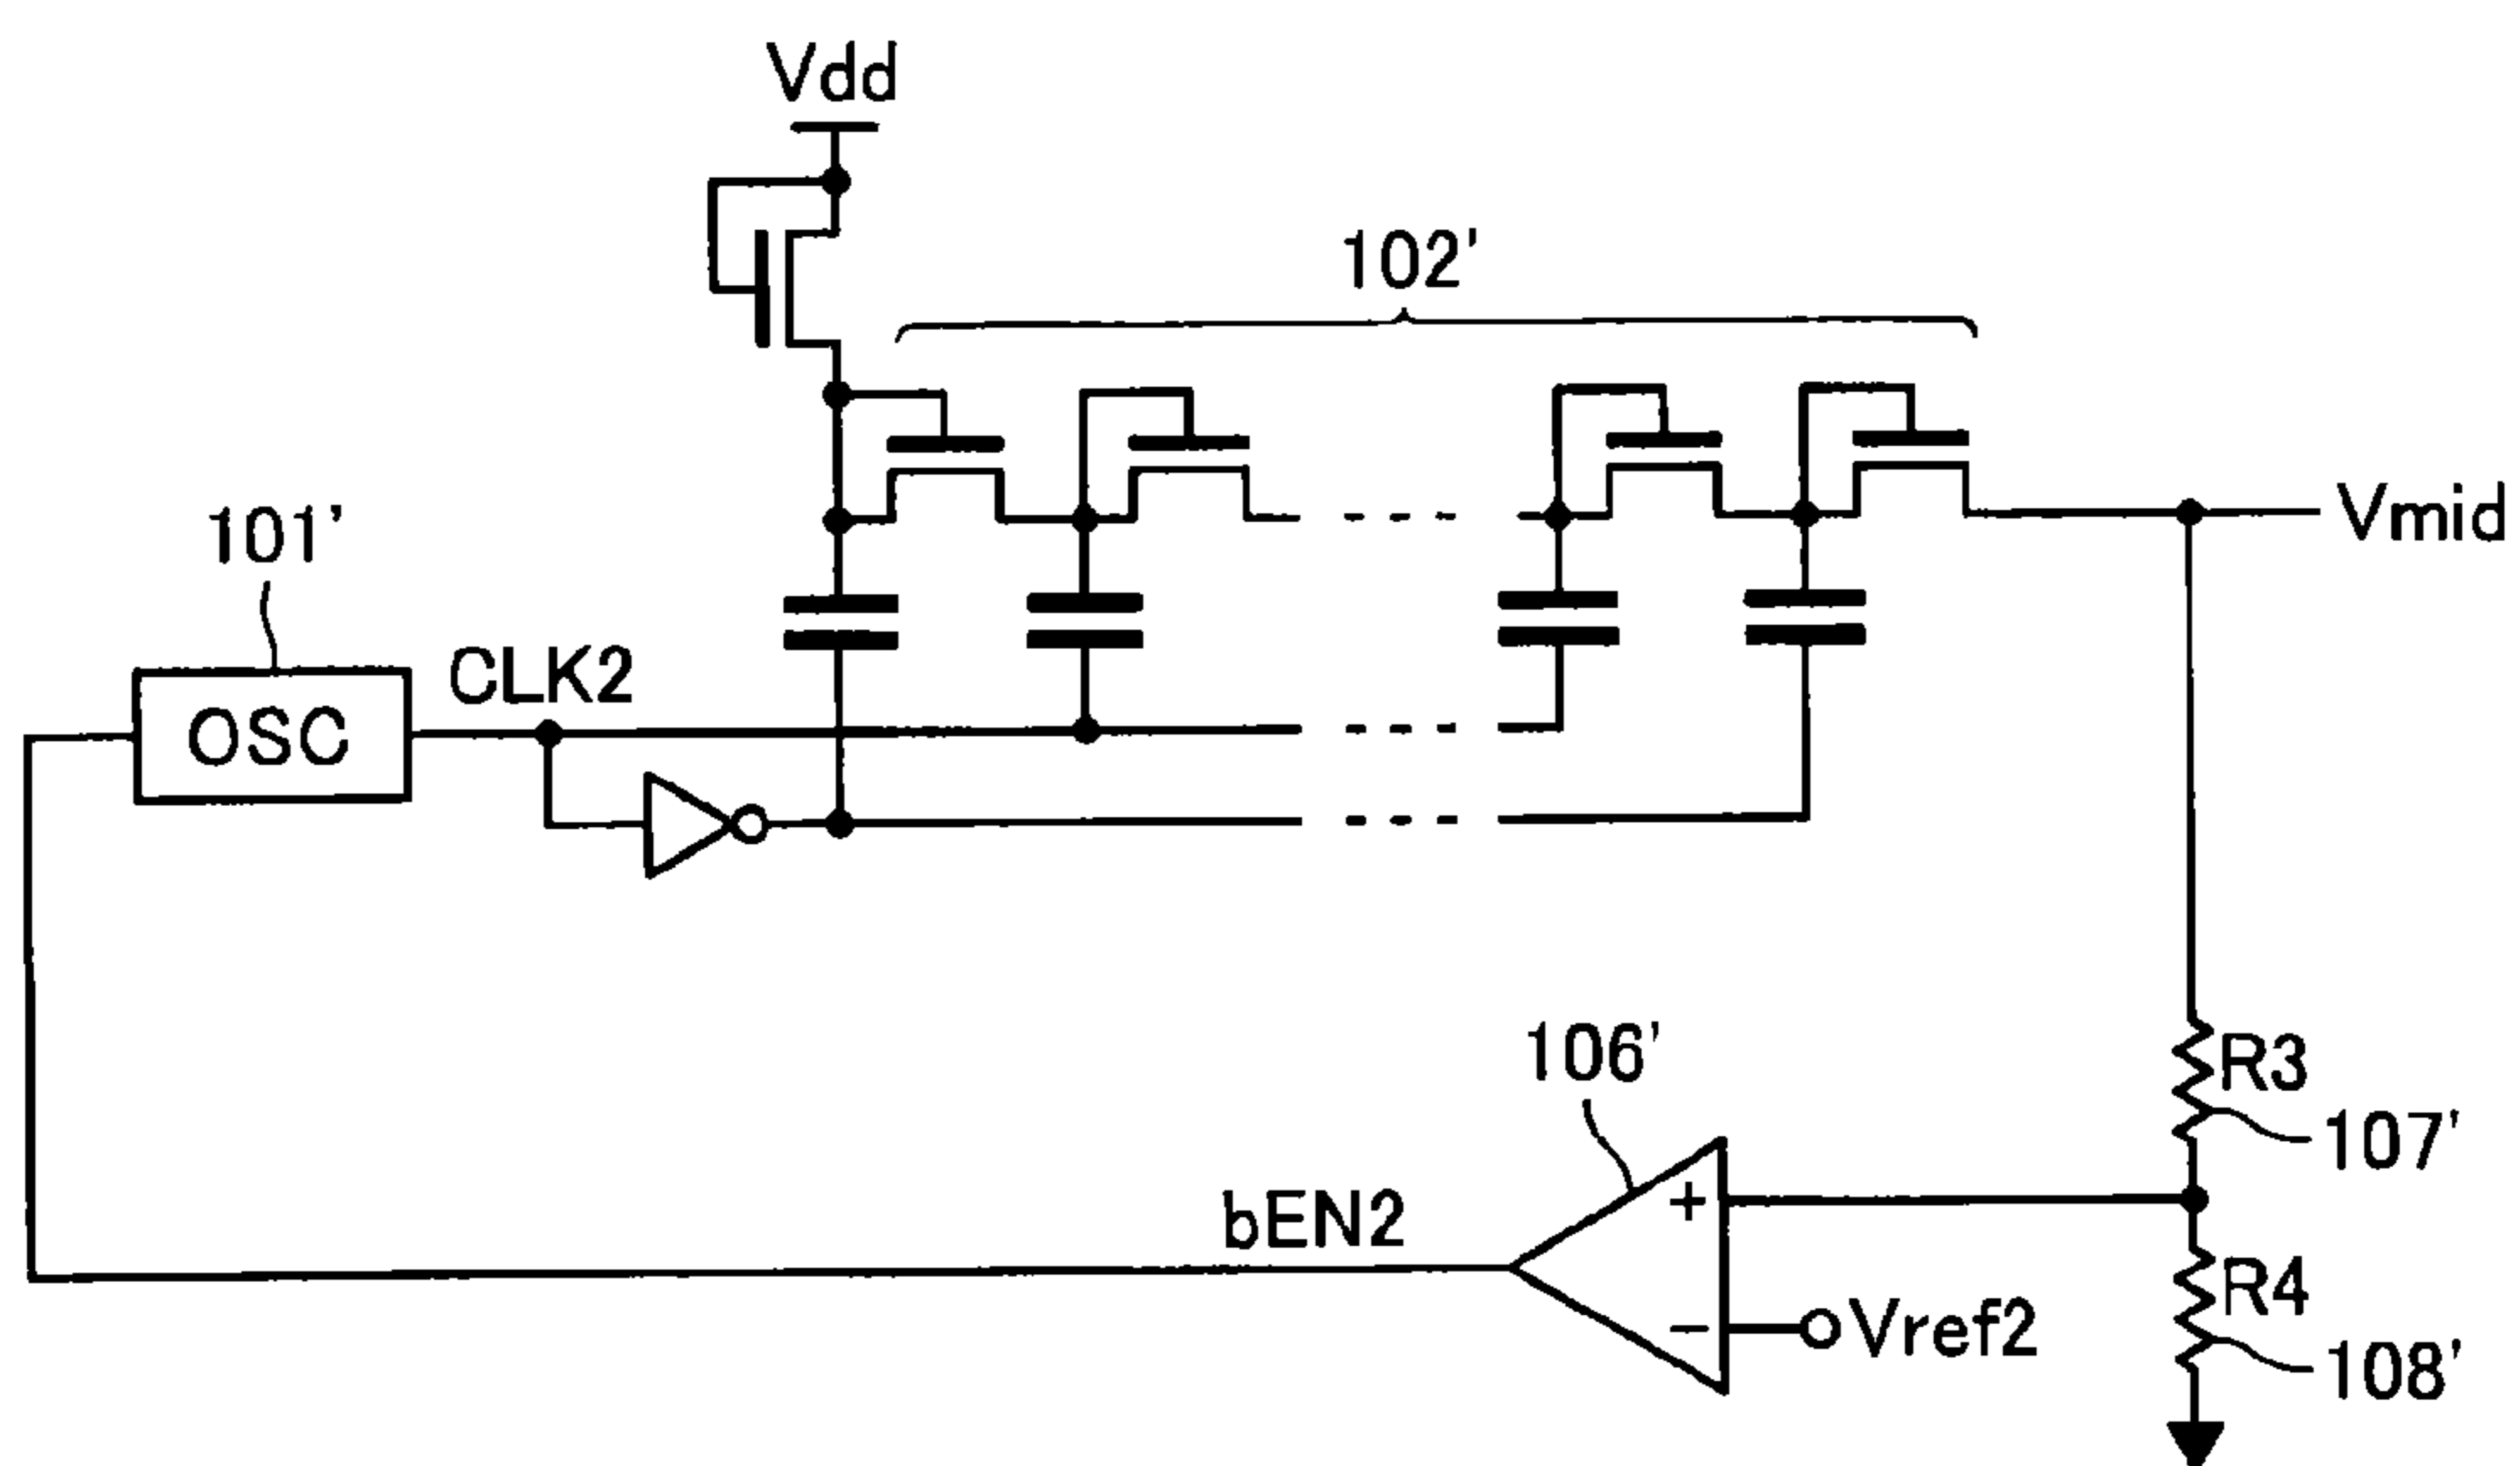 Vdd
102'
101'
Vmid
CLK2
OSC
106'
R3
107'
+
bEN2
R4
− Vref2
108'